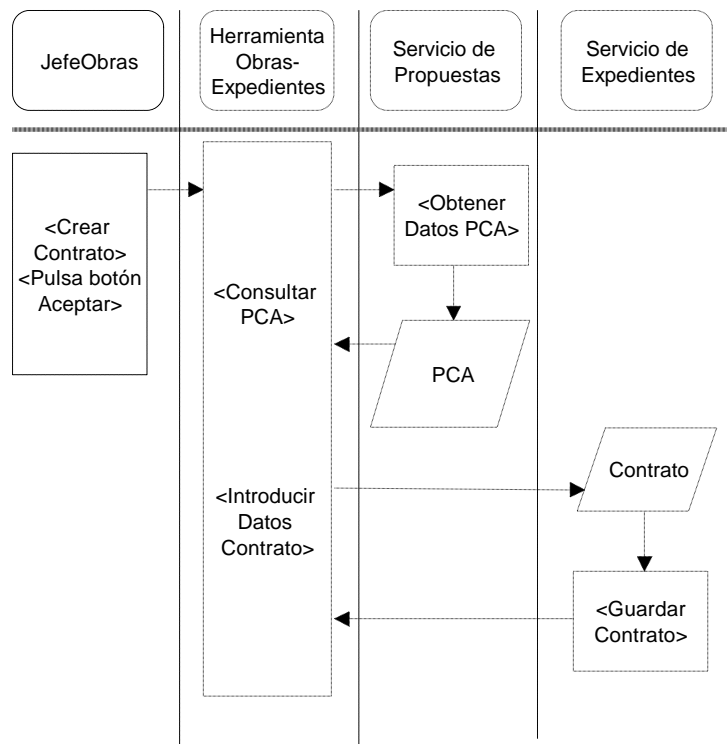 JefeObras
Herramienta
Obras-
Expedientes
Servicio de
Propuestas
Servicio de
Expedientes
<Crear
Contrato>
<Pulsa botón
Aceptar>
<Consultar
PCA>
<Introducir
Datos
Contrato>
<Obtener
Datos PCA>
PCA
Contrato
<Guardar
Contrato>